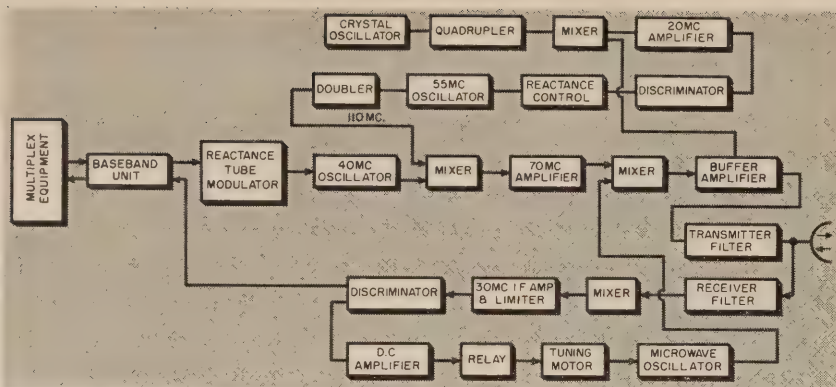 CRYSTAL
OSCILLATOR
QUADRUPLER
MIXER
20MC
AMPLIFIER
DOUBLER
55MC
OSCILLATOR
REACTANCE
CONTROL
DISCRIMINATOR
110MC.
MULTIPLEX
EQUIPMENT
BASEBAND
UNIT
REACTANCE
TUBE
MODULATOR
40MC
OSCILLATOR
MIXER
70MC
AMPLIFIER
MIXER
BUFFER
AMPLIFIER
TRANSMITTER
FILTER
DISCRIMINATOR
30MC I F AMP
& LIMITER
MIXER
RECEIVER
FILTER
D.C
AMPLIFIER
RELAY
TUNING
MOTOR
MICROWAVE
OSCILLATOR